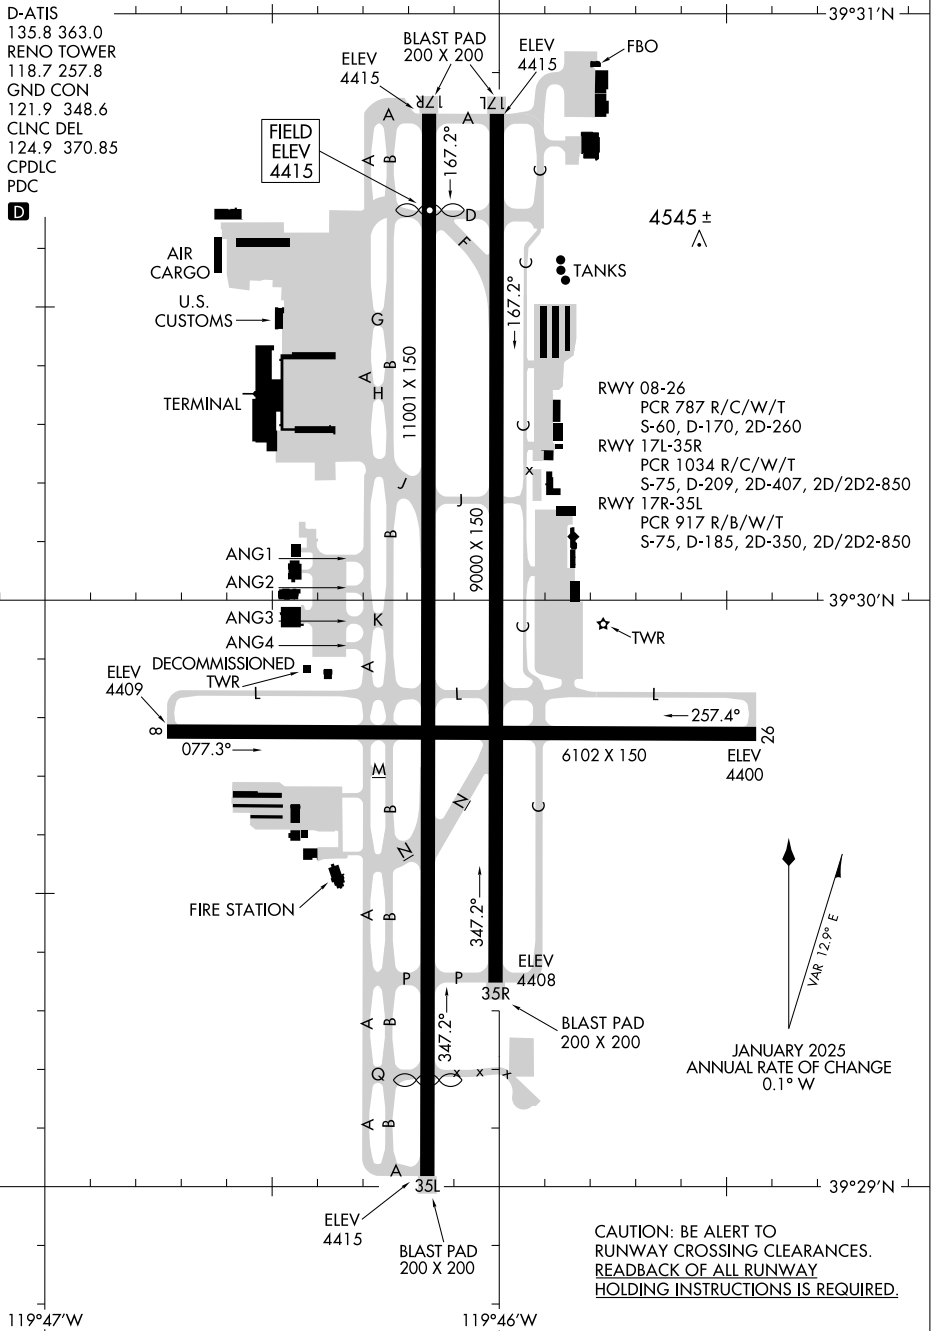 D-ATIS
135.8 363.0
RENO TOWER
118.7 257.8
GND CON
121.9 348.6
CLNC DEL
124.9 370.85
CPDLC
PDC
D
39°31'N
BLAST PAD
200 X 200
ELEV
4415
ELEV
4415
FBO
17R
17L
A
A
FIELD
ELEV
4415
167.2°
A
B
C
D
F
4545 ±
AIR
CARGO
C
TANKS
U.S.
CUSTOMS
G
167.2°
11001 X 150
B
A
H
TERMINAL
C
RWY 08-26
PCR 787 R/C/W/T
S-60, D-170, 2D-260
RWY 17L-35R
PCR 1034 R/C/W/T
S-75, D-209, 2D-407, 2D/2D2-850
RWY 17R-35L
PCR 917 R/B/W/T
S-75, D-185, 2D-350, 2D/2D2-850
X
J
J
B
9000 X 150
ANG1
ANG2
ANG3
ANG4
39°30'N
K
C
TWR
A
DECOMMISSIONED
TWR
ELEV
4409
L
L
L
257.4°
8
26
077.3°
6102 X 150
ELEV
4400
M
B
N
C
N
FIRE STATION
A
B
347.2°
VAR 12.9° E
P
P
ELEV
4408
35R
A
B
347.2°
BLAST PAD
200 X 200
JANUARY 2025
ANNUAL RATE OF CHANGE
0.1° W
Q
X
X
X
A
B
A
35L
39°29'N
ELEV
4415
BLAST PAD
200 X 200
CAUTION: BE ALERT TO
RUNWAY CROSSING CLEARANCES.
READBACK OF ALL RUNWAY
HOLDING INSTRUCTIONS IS REQUIRED.
119°47'W
119°46'W